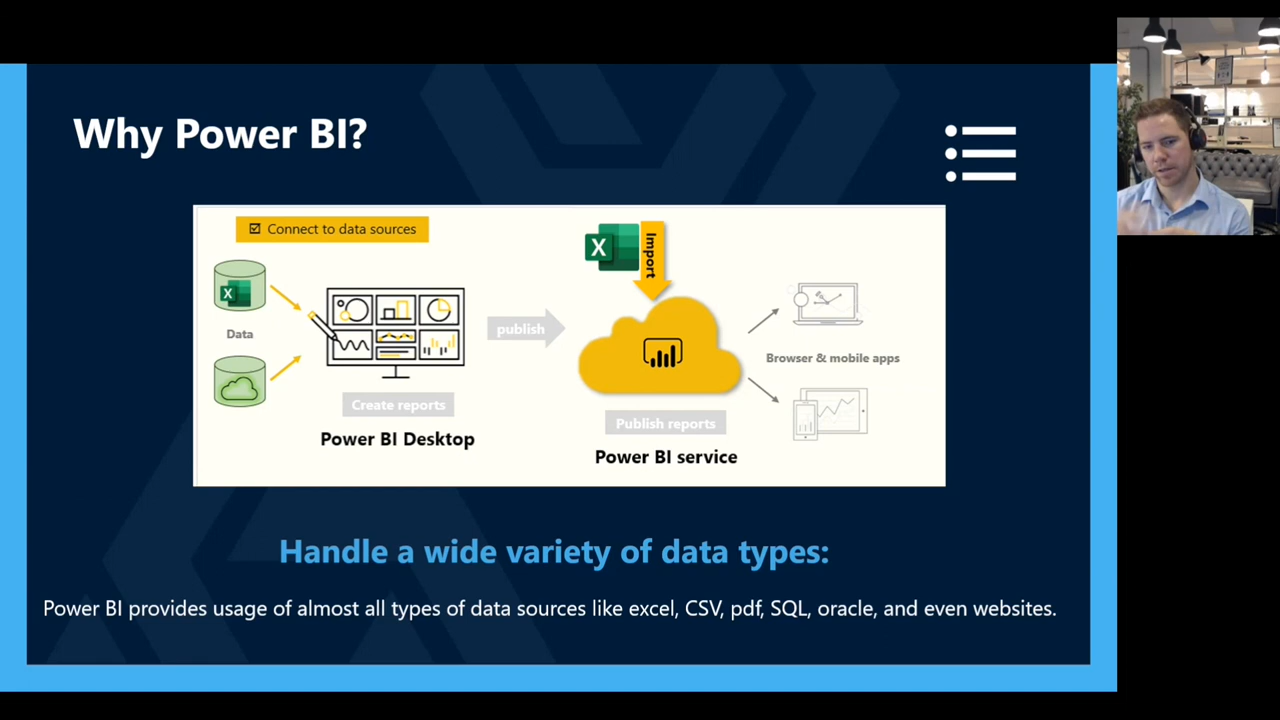 Why Power BI?
Connect to data sources
X
Import
X
Data
publish
Browser & mobile apps
Create reports
Publish reports
Power BI Desktop
Power BI service
Handle a wide variety of data types:
Power BI provides usage of almost all types of data sources like excel, CSV, pdf, SQL, oracle, and even websites.